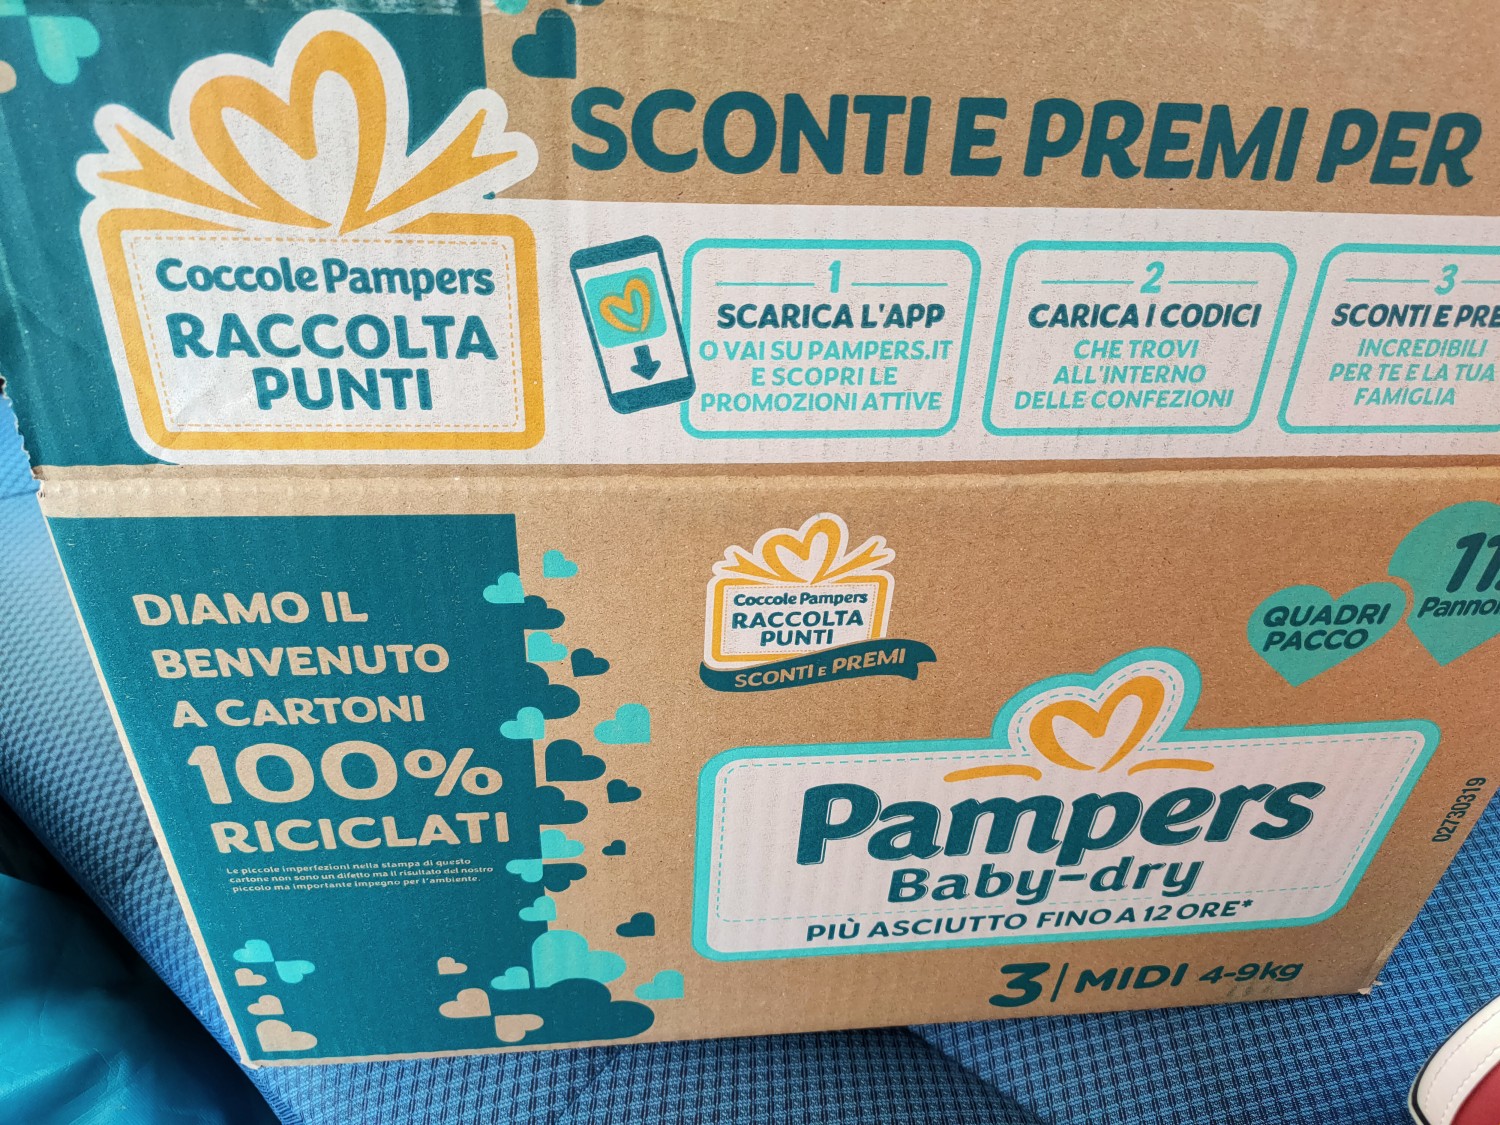 SCONTI E PREMI PER
Coccole Pampers
RACCOLTA
PUNTI
1
SCARICA L'APP
O VAI SU PAMPERS.IT
E SCOPRI LE
PROMOZIONI ATTIVE
2
CARICA I CODICI
CHE TROVI
ALL'INTERNO
DELLE CONFEZIONI
3
SCONTI E PRE
INCREDIBILI
PER TE E LA TUA
FAMIGLIA
DIAMO IL
BENVENUTO
A CARTONI
100%
RICICLATI
Le piccole imperfezioni nella stampa di questo
cartone non sono un difetto ma il risultato del nostro
piccolo ma importante impegno per l'ambiente.
Coccole Pampers
RACCOLTA
PUNTI
SCONTI E PREMI
QUADRI
PACCO
Pampers
Baby-dry
PIÙ ASCIUTTO FINO A 12 ORE*
3 | MIDI 4-9kg
02730319